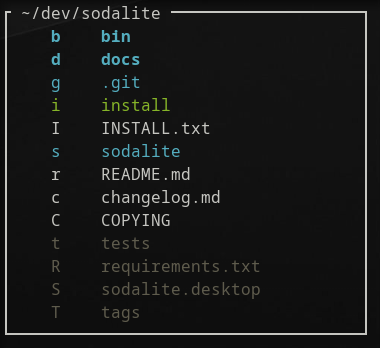 ~/dev/sodalite
b bin
d docs
g .git
i install
I INSTALL.txt
s sodalite
r README.md
c changelog.md
C COPYING
t tests
R requirements.txt
S sodalite.desktop
T tags